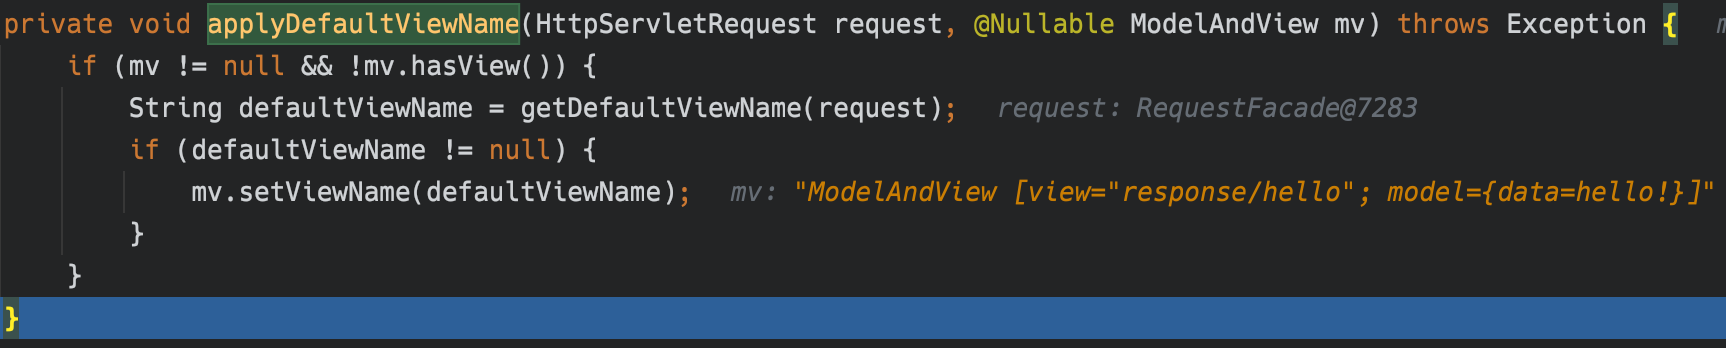 private void applyDefaultViewName(HttpServletRequest request, @Nullable ModelAndView mv) throws Exception {
if (mv != null && !mv.hasView()) {
String defaultViewName = getDefaultViewName(request); request: RequestFacade@7283
if (defaultViewName != null) {
mv.setViewName(defaultViewName); mv: "ModelAndView [view="response/hello"; model={data=hello!}]"
}
}
}